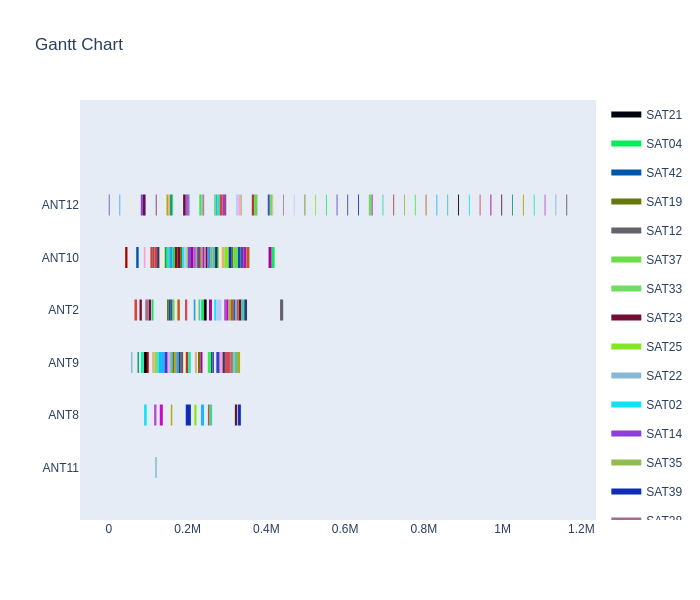 Gantt Chart
ANT12
ANT10
ANT2
ANT9
ANT8
ANT11
0
0.2M
0.4M
0.6M
0.8M
1M
1.2M
SAT21
SAT04
SAT42
SAT19
SAT12
SAT37
SAT33
SAT23
SAT25
SAT22
SAT02
SAT14
SAT35
SAT39